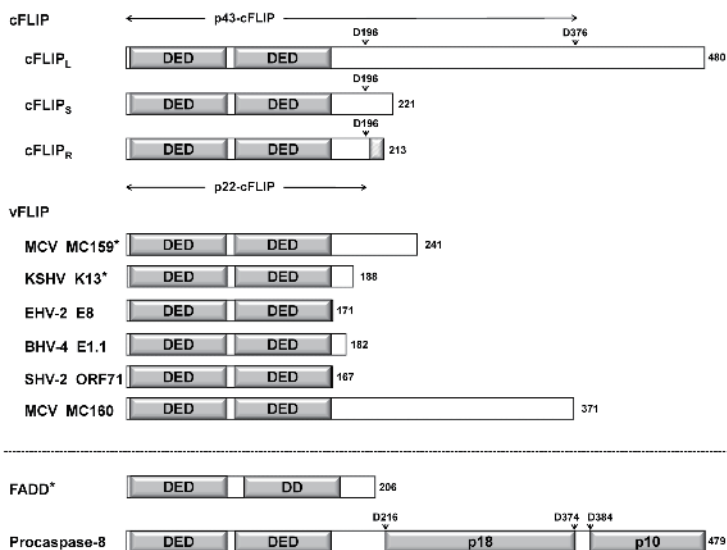 cFLIP
p43-cFLIP
D196 D376
cFLIPL DED DED 480
D196
cFLIPS DED DED 221
D196
cFLIPR DED DED 213
p22-cFLIP
vFLIP
MCV MC159* DED DED 241
KSHV K13* DED DED 188
EHV-2 E8 DED DED 171
BHV-4 E1.1 DED DED 182
SHV-2 ORF71 DED DED 167
MCV MC160 DED DED 371
FADD* DED DD 206
D216 D374 D384
Procaspase-8 DED DED p18 p10 479